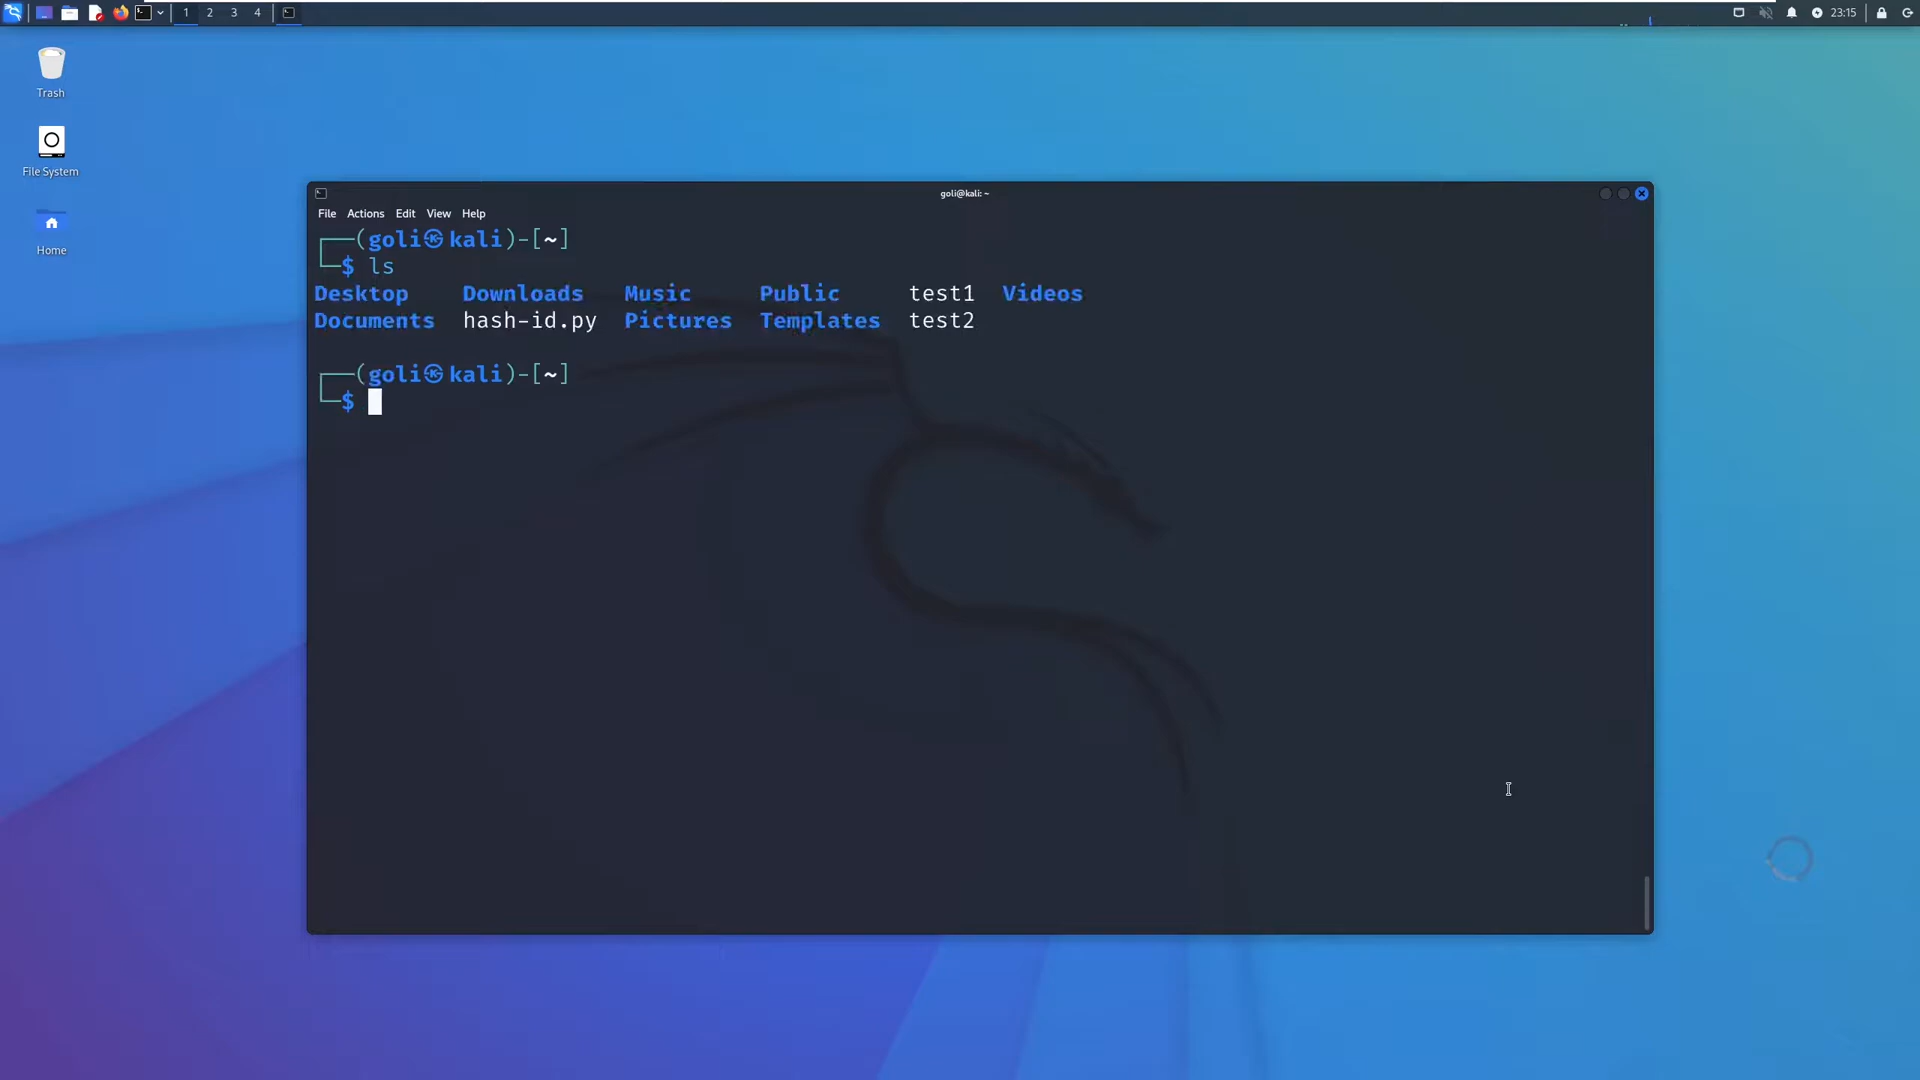 1 2 3 4 23:15
Trash
File System
Home
goli@kali: ~
File Actions Edit View Help
┌──(goli㉿kali)-[~]
└─$ ls
Desktop Downloads Music Public test1 Videos
Documents hash-id.py Pictures Templates test2
┌──(goli㉿kali)-[~]
└─$